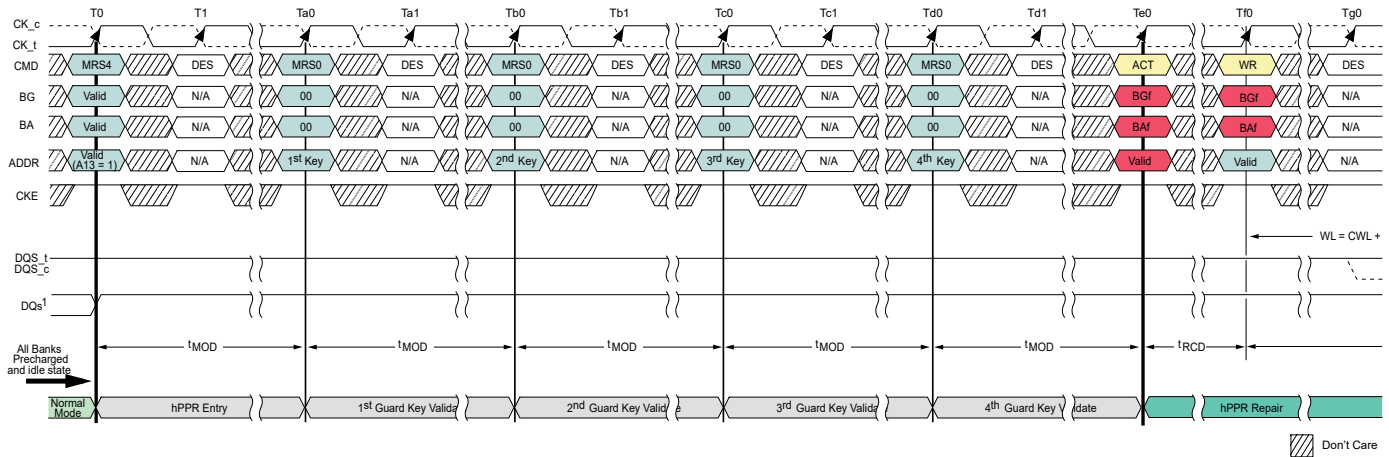 T0 T1 Ta0 Ta1 Tb0 Tb1 Tc0 Tc1 Td0 Td1 Te0 Tf0 Tg0
CK_c
CK_t
CMD MRS4 DES MRS0 DES MRS0 DES MRS0 DES MRS0 DES ACT WR DES
BG Valid N/A 00 N/A 00 N/A 00 N/A 00 N/A BGf BGf N/A
BA Valid N/A 00 N/A 00 N/A 00 N/A 00 N/A BAf BAf N/A
ADDR Valid (A13 = 1) N/A 1st Key N/A 2nd Key N/A 3rd Key N/A 4th Key N/A Valid Valid N/A
CKE
WL = CWL +
DQS_t
DQS_c
DQs1
All Banks
Precharged
and idle state
tMOD tMOD tMOD tMOD tMOD tRCD
Normal Mode hPPR Entry 1st Guard Key Valida 2nd Guard Key Valid e 3rd Guard Key Valida 4th Guard Key V idate hPPR Repair
Don't Care